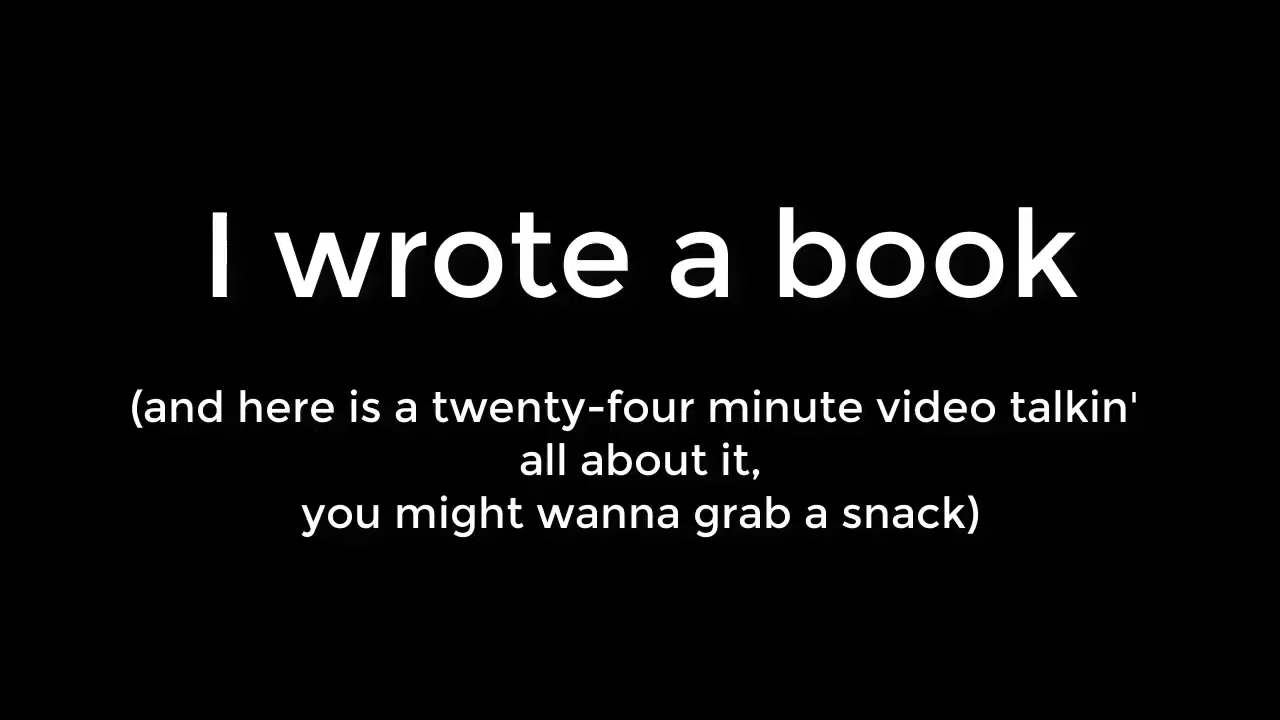 I wrote a book
(and here is a twenty-four minute video talkin'
all about it,
you might wanna grab a snack)